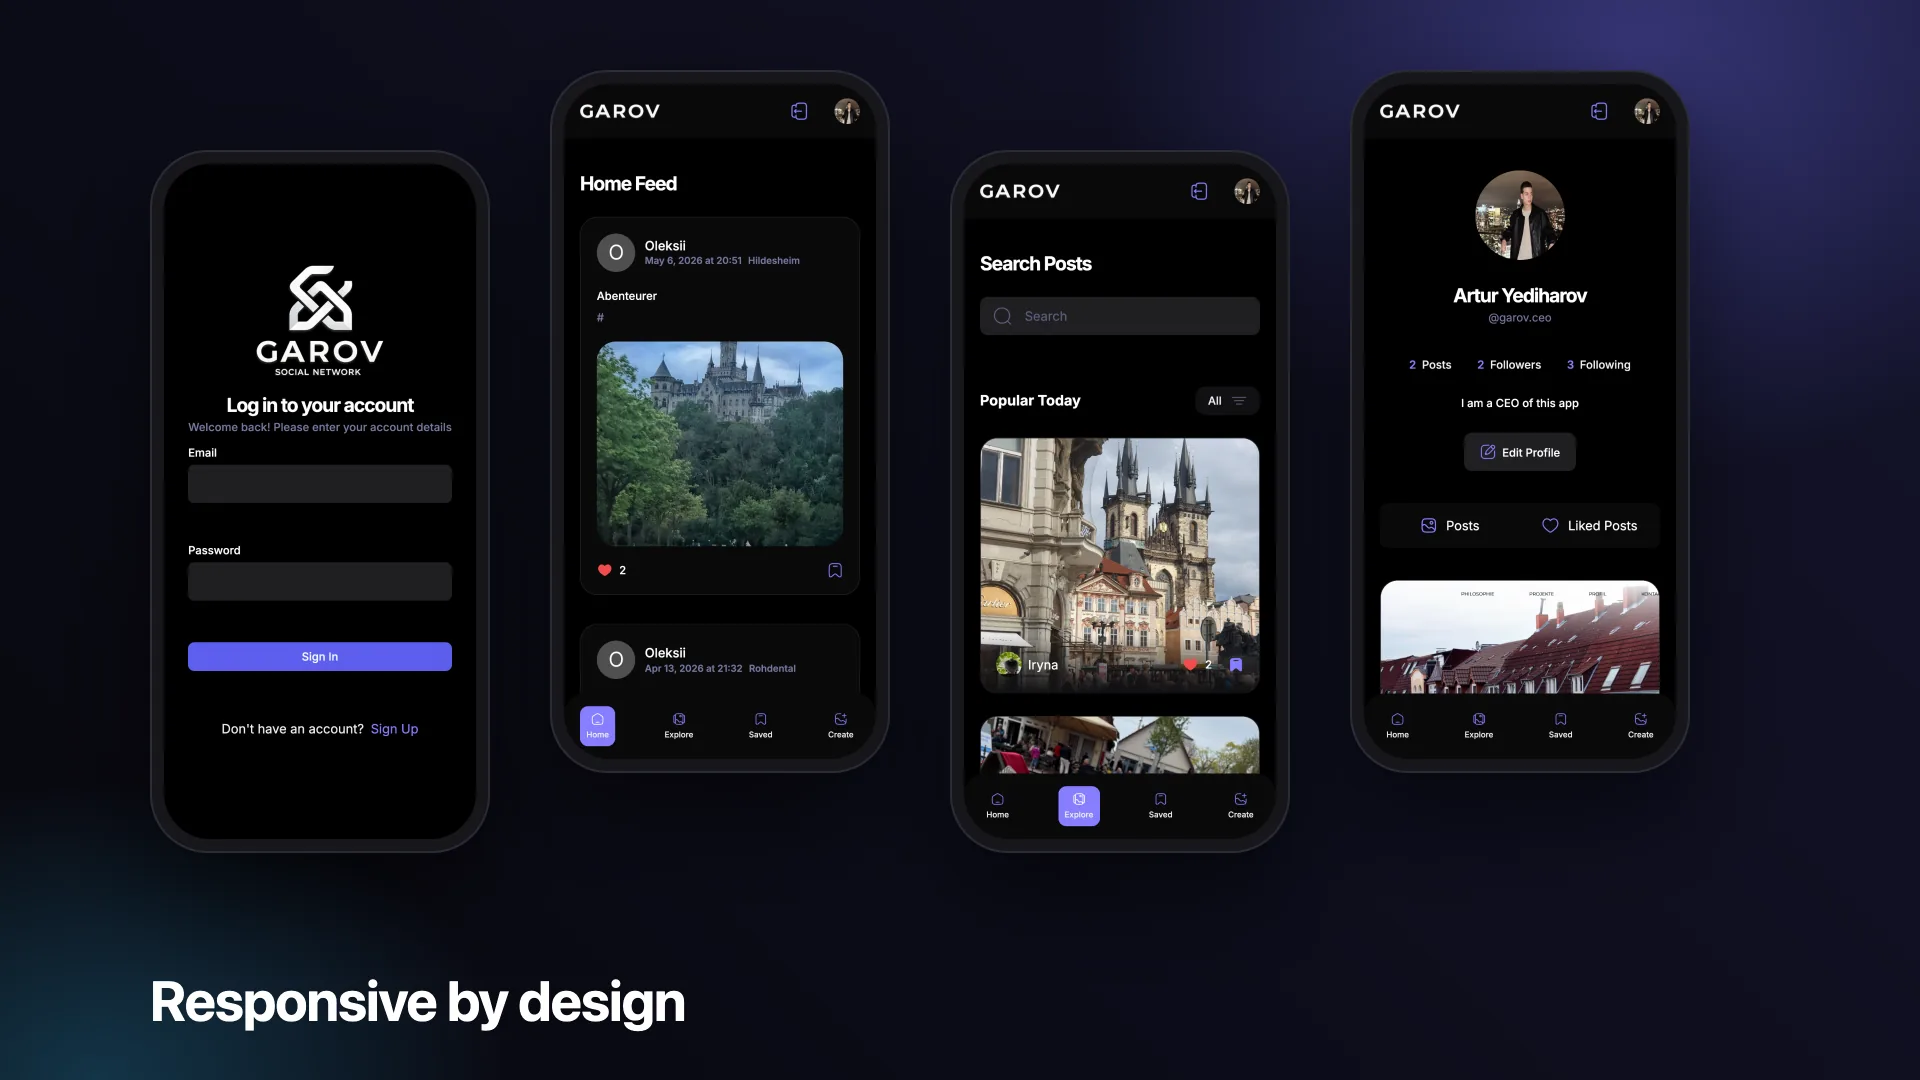 GAROV
SOCIAL NETWORK
Log in to your account
Welcome back! Please enter your account details
Email
Password
Sign In
Don't have an account? Sign Up
GAROV
Home Feed
O
Oleksii
May 6, 2026 at 20:51 Hildesheim
Abenteurer
#
2
O
Oleksii
Apr 13, 2026 at 21:32 Rohdental
Home Explore Saved Create
GAROV
Search Posts
Search
Popular Today
All
Iryna
2
Home Explore Saved Create
GAROV
Artur Yediharov
@garov.ceo
2 Posts 2 Followers 3 Following
I am a CEO of this app
Edit Profile
Posts Liked Posts
PHILOSOPHIE PROJEKTE PROFIL
Home Explore Saved Create
Responsive by design